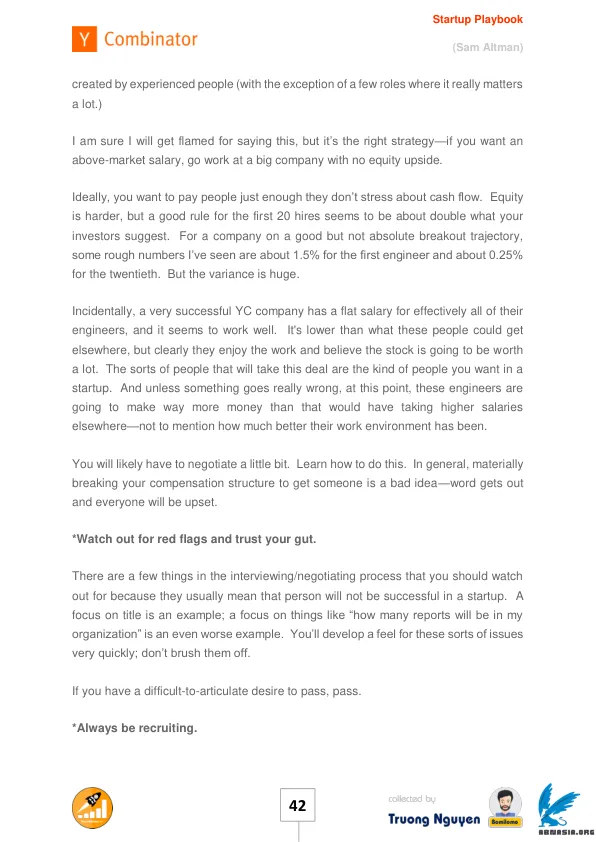 Startup Playbook
Y Combinator
(Sam Altman)
created by experienced people (with the exception of a few roles where it really matters
a lot.)
I am sure I will get flamed for saying this, but it’s the right strategy—if you want an
above-market salary, go work at a big company with no equity upside.
Ideally, you want to pay people just enough they don’t stress about cash flow.  Equity
is harder, but a good rule for the first 20 hires seems to be about double what your
investors suggest.  For a company on a good but not absolute breakout trajectory,
some rough numbers I’ve seen are about 1.5% for the first engineer and about 0.25%
for the twentieth.  But the variance is huge.
Incidentally, a very successful YC company has a flat salary for effectively all of their
engineers, and it seems to work well.  It's lower than what these people could get
elsewhere, but clearly they enjoy the work and believe the stock is going to be worth
a lot.  The sorts of people that will take this deal are the kind of people you want in a
startup.  And unless something goes really wrong, at this point, these engineers are
going to make way more money than that would have taking higher salaries
elsewhere—not to mention how much better their work environment has been.
You will likely have to negotiate a little bit.  Learn how to do this.  In general, materially
breaking your compensation structure to get someone is a bad idea—word gets out
and everyone will be upset.
*Watch out for red flags and trust your gut.
There are a few things in the interviewing/negotiating process that you should watch
out for because they usually mean that person will not be successful in a startup.  A
focus on title is an example; a focus on things like “how many reports will be in my
organization” is an even worse example.  You’ll develop a feel for these sorts of issues
very quickly; don’t brush them off.
If you have a difficult-to-articulate desire to pass, pass.
*Always be recruiting.
42
collected by
Truong Nguyen
Bomlama
ABNASIA.ORG